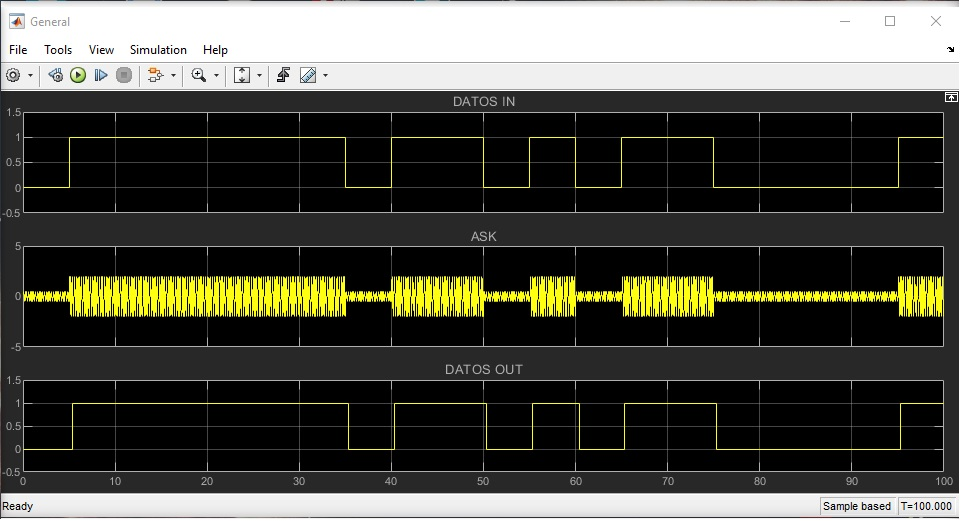 General
File Tools View Simulation Help
DATOS IN
1.5
1
0.5
0
-0.5
ASK
5
0
-5
DATOS OUT
1.5
1
0.5
0
-0.5
0 10 20 30 40 50 60 70 80 90 100
Ready Sample based T=100.000